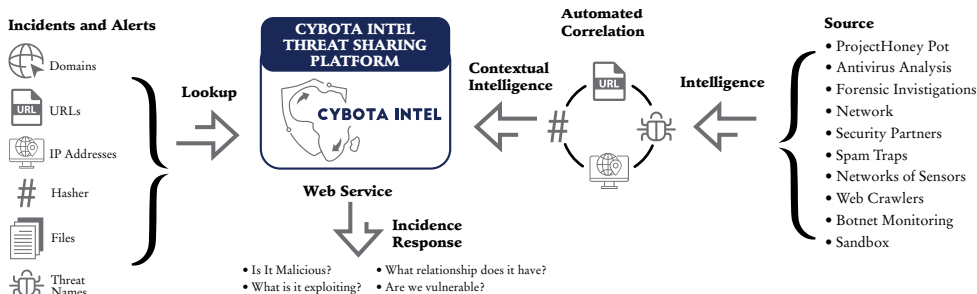 Incidents and Alerts
Domains
URL
URLs
IP Addresses
#
Hasher
Files
Threat
Names
Lookup
CYBOTA INTEL
THREAT SHARING
PLATFORM
CYBOTA INTEL
Web Service
Incidence
Response
• Is It Malicious?
• What is it exploiting?
• What relationship does it have?
• Are we vulnerable?
Contextual
Intelligence
Automated
Correlation
URL
#
Intelligence
Source
• ProjectHoney Pot
• Antivirus Analysis
• Forensic Invistigations
• Network
• Security Partners
• Spam Traps
• Networks of Sensors
• Web Crawlers
• Botnet Monitoring
• Sandbox